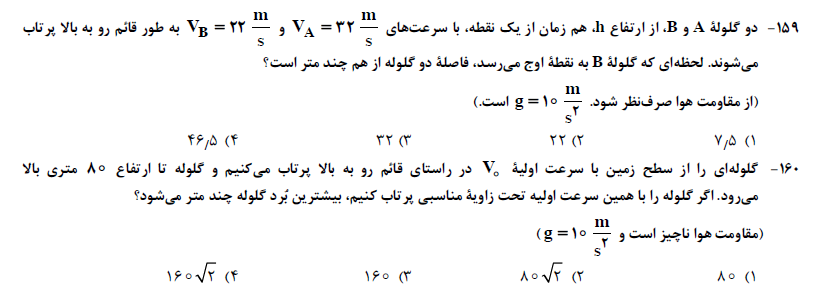 ۱۵۹- دو گلولهٔ A و B، از ارتفاع h، هم زمان از یک نقطه، با سرعت‌های V_A = ۳۲ m/s و V_B = ۲۲ m/s به طور قائم رو به بالا پرتاب
می‌شوند. لحظه‌ای که گلولهٔ B به نقطهٔ اوج می‌رسد، فاصلهٔ دو گلوله از هم چند متر است؟
(از مقاومت هوا صرف‌نظر شود. g = ۱۰ m/s۲ است.)
۱) ۷٫۵ ۲) ۲۲ ۳) ۳۲ ۴) ۴۶٫۵
۱۶۰- گلوله‌ای را از سطح زمین با سرعت اولیهٔ V₀ در راستای قائم رو به بالا پرتاب می‌کنیم و گلوله تا ارتفاع ۸۰ متری بالا
می‌رود. اگر گلوله را با همین سرعت اولیه تحت زاویهٔ مناسبی پرتاب کنیم، بیشترین بُرد گلوله چند متر می‌شود؟
(مقاومت هوا ناچیز است و g = ۱۰ m/s۲)
۱) ۸۰ ۲) ۸۰√۲ ۳) ۱۶۰ ۴) ۱۶۰√۲